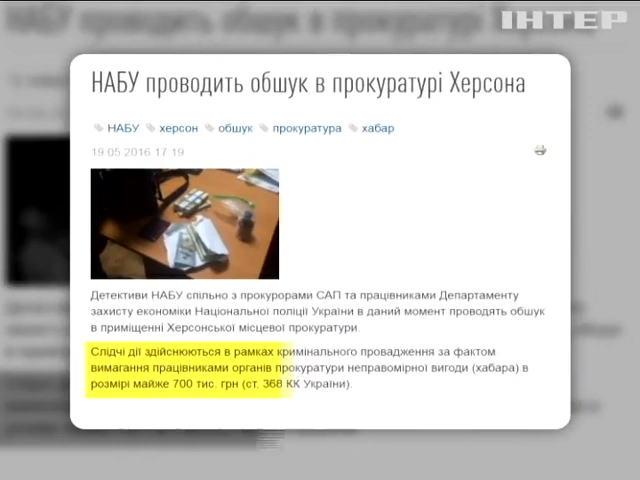 ІНТЕР
НАБУ проводить обшук в прокуратурі Херсона
НАБУ херсон обшук прокуратура хабар
19 05 2016 17 19
Детективи НАБУ спільно з прокурорами САП та працівниками Департаменту
захисту економіки Національної поліції України в даний момент проводять обшук
в приміщенні Херсонської місцевої прокуратури.
Слідчі дії здійснюються в рамках кримінального провадження за фактом
вимагання працівниками органів прокуратури неправомірної вигоди (хабара) в
розмірі майже 700 тис. грн (ст. 368 КК України).